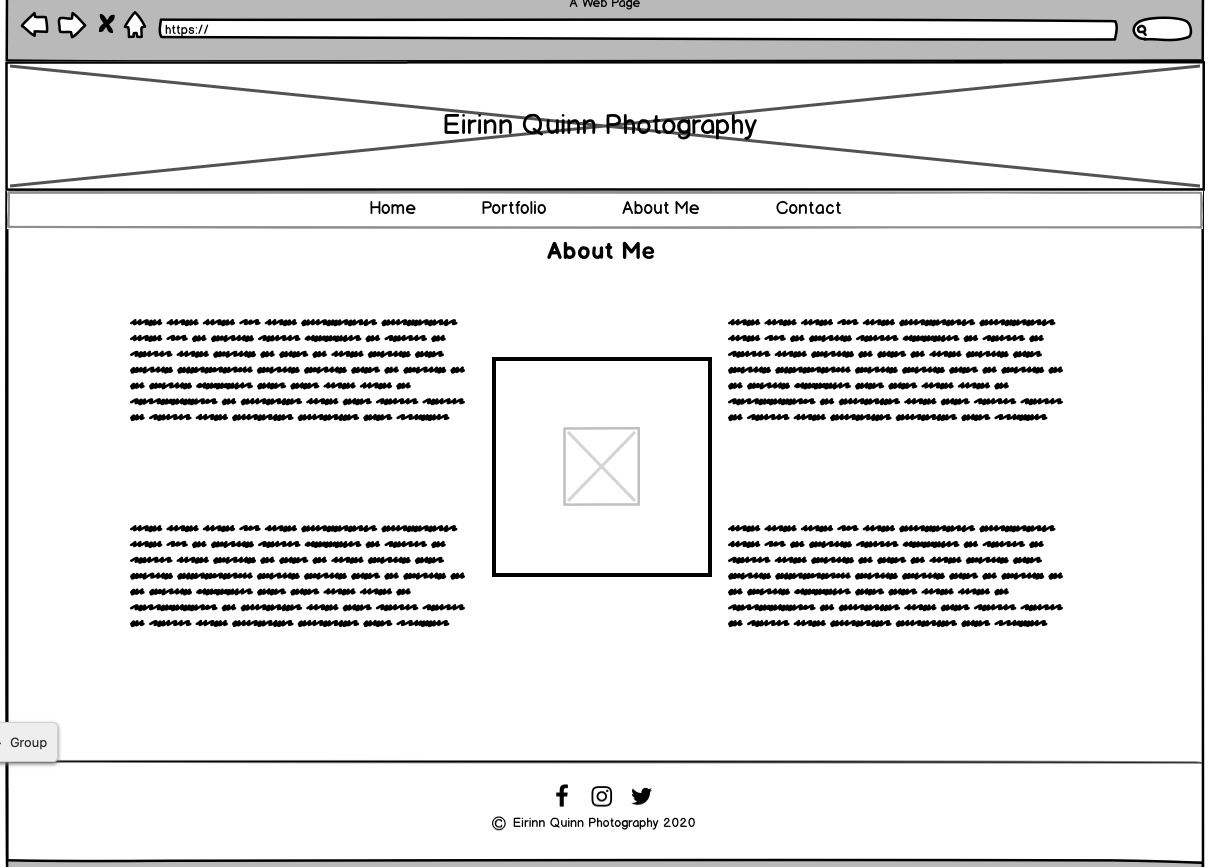 A Web Page
https://
Eirinn Quinn Photography
Home Portfolio About Me Contact
About Me
Group
© Eirinn Quinn Photography 2020